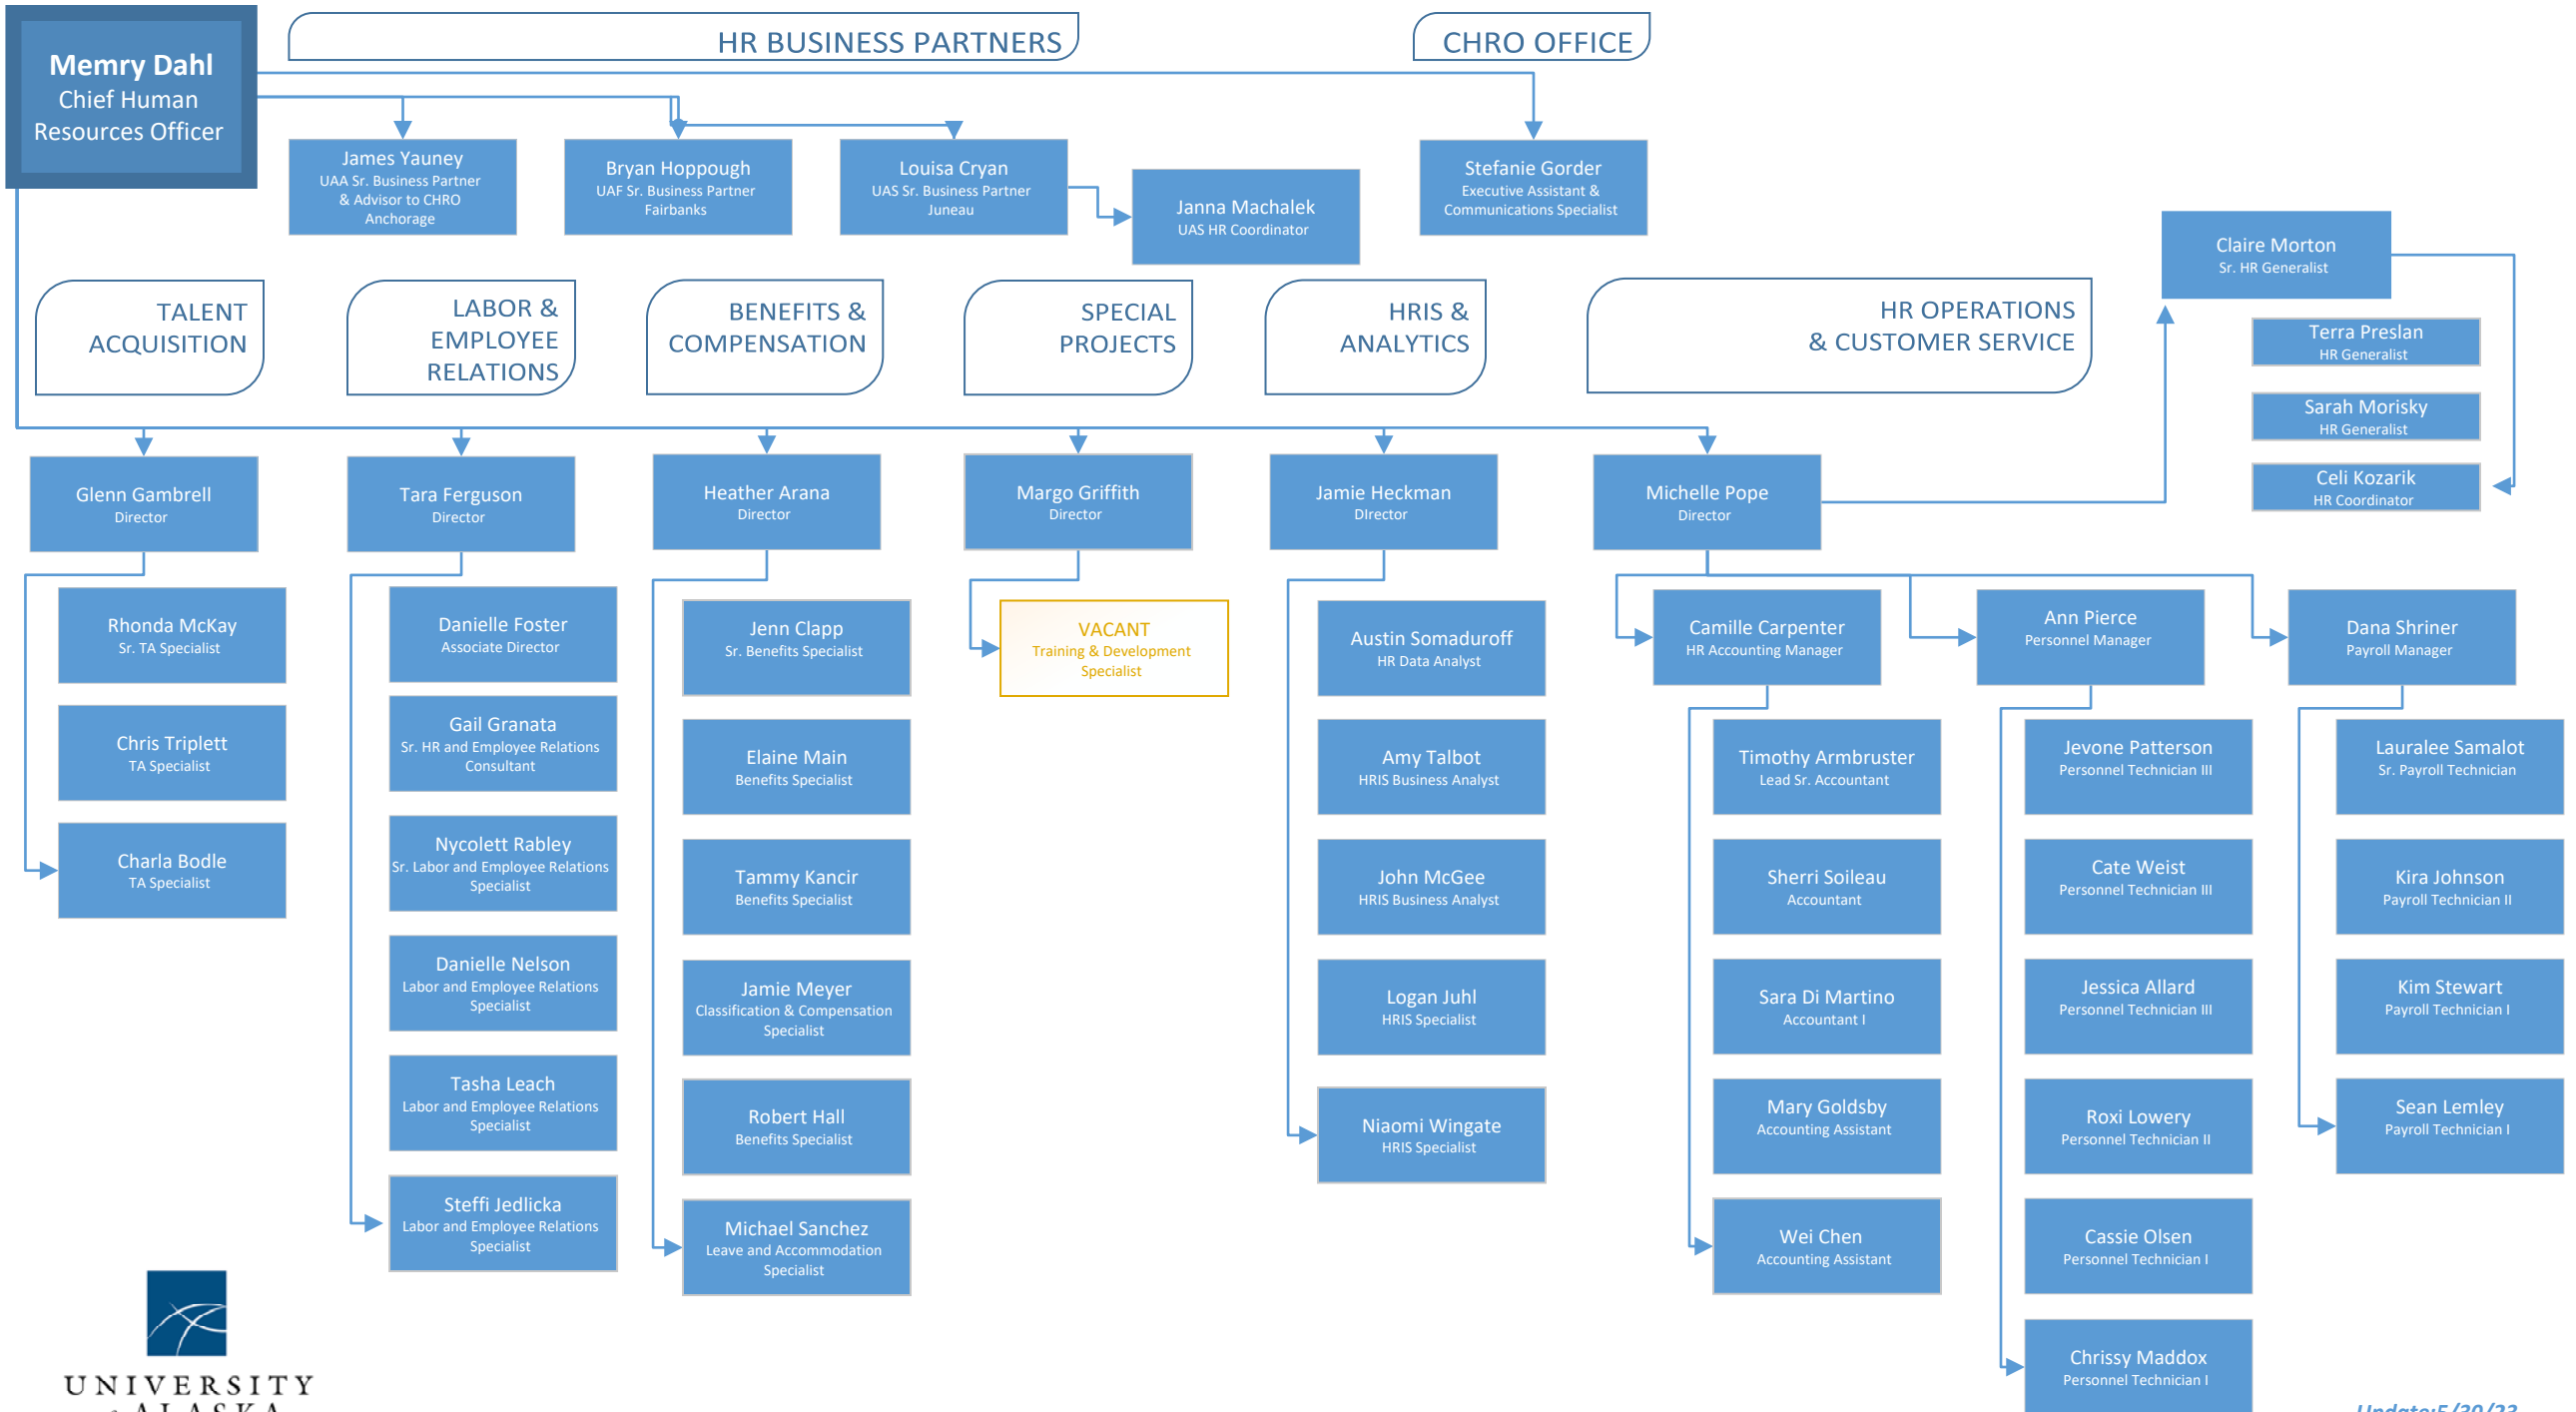 Memry Dahl
Chief Human
Resources Officer
HR BUSINESS PARTNERS
CHRO OFFICE
James Yauney
UAA Sr. Business Partner
& Advisor to CHRO
Anchorage
Bryan Hoppough
UAF Sr. Business Partner
Fairbanks
Louisa Cryan
UAS Sr. Business Partner
Juneau
Janna Machalek
UAS HR Coordinator
Stefanie Gorder
Executive Assistant &
Communications Specialist
Claire Morton
Sr. HR Generalist
Terra Preslan
HR Generalist
Sarah Morisky
HR Generalist
Celi Kozarik
HR Coordinator
TALENT
ACQUISITION
LABOR &
EMPLOYEE
RELATIONS
BENEFITS &
COMPENSATION
SPECIAL
PROJECTS
HRIS &
ANALYTICS
HR OPERATIONS
& CUSTOMER SERVICE
Glenn Gambrell
Director
Tara Ferguson
Director
Heather Arana
Director
Margo Griffith
Director
Jamie Heckman
DIrector
Michelle Pope
Director
Rhonda McKay
Sr. TA Specialist
Chris Triplett
TA Specialist
Charla Bodle
TA Specialist
Danielle Foster
Associate Director
Gail Granata
Sr. HR and Employee Relations
Consultant
Nycolett Rabley
Sr. Labor and Employee Relations
Specialist
Danielle Nelson
Labor and Employee Relations
Specialist
Tasha Leach
Labor and Employee Relations
Specialist
Steffi Jedlicka
Labor and Employee Relations
Specialist
Jenn Clapp
Sr. Benefits Specialist
Elaine Main
Benefits Specialist
Tammy Kancir
Benefits Specialist
Jamie Meyer
Classification & Compensation
Specialist
Robert Hall
Benefits Specialist
Michael Sanchez
Leave and Accommodation
Specialist
VACANT
Training & Development
Specialist
Austin Somaduroff
HR Data Analyst
Amy Talbot
HRIS Business Analyst
John McGee
HRIS Business Analyst
Logan Juhl
HRIS Specialist
Niaomi Wingate
HRIS Specialist
Camille Carpenter
HR Accounting Manager
Timothy Armbruster
Lead Sr. Accountant
Sherri Soileau
Accountant
Sara Di Martino
Accountant I
Mary Goldsby
Accounting Assistant
Wei Chen
Accounting Assistant
Ann Pierce
Personnel Manager
Jevone Patterson
Personnel Technician III
Cate Weist
Personnel Technician III
Jessica Allard
Personnel Technician III
Roxi Lowery
Personnel Technician II
Cassie Olsen
Personnel Technician I
Chrissy Maddox
Personnel Technician I
Dana Shriner
Payroll Manager
Lauralee Samalot
Sr. Payroll Technician
Kira Johnson
Payroll Technician II
Kim Stewart
Payroll Technician I
Sean Lemley
Payroll Technician I
UNIVERSITY
ALASKA
Update:5/30/23